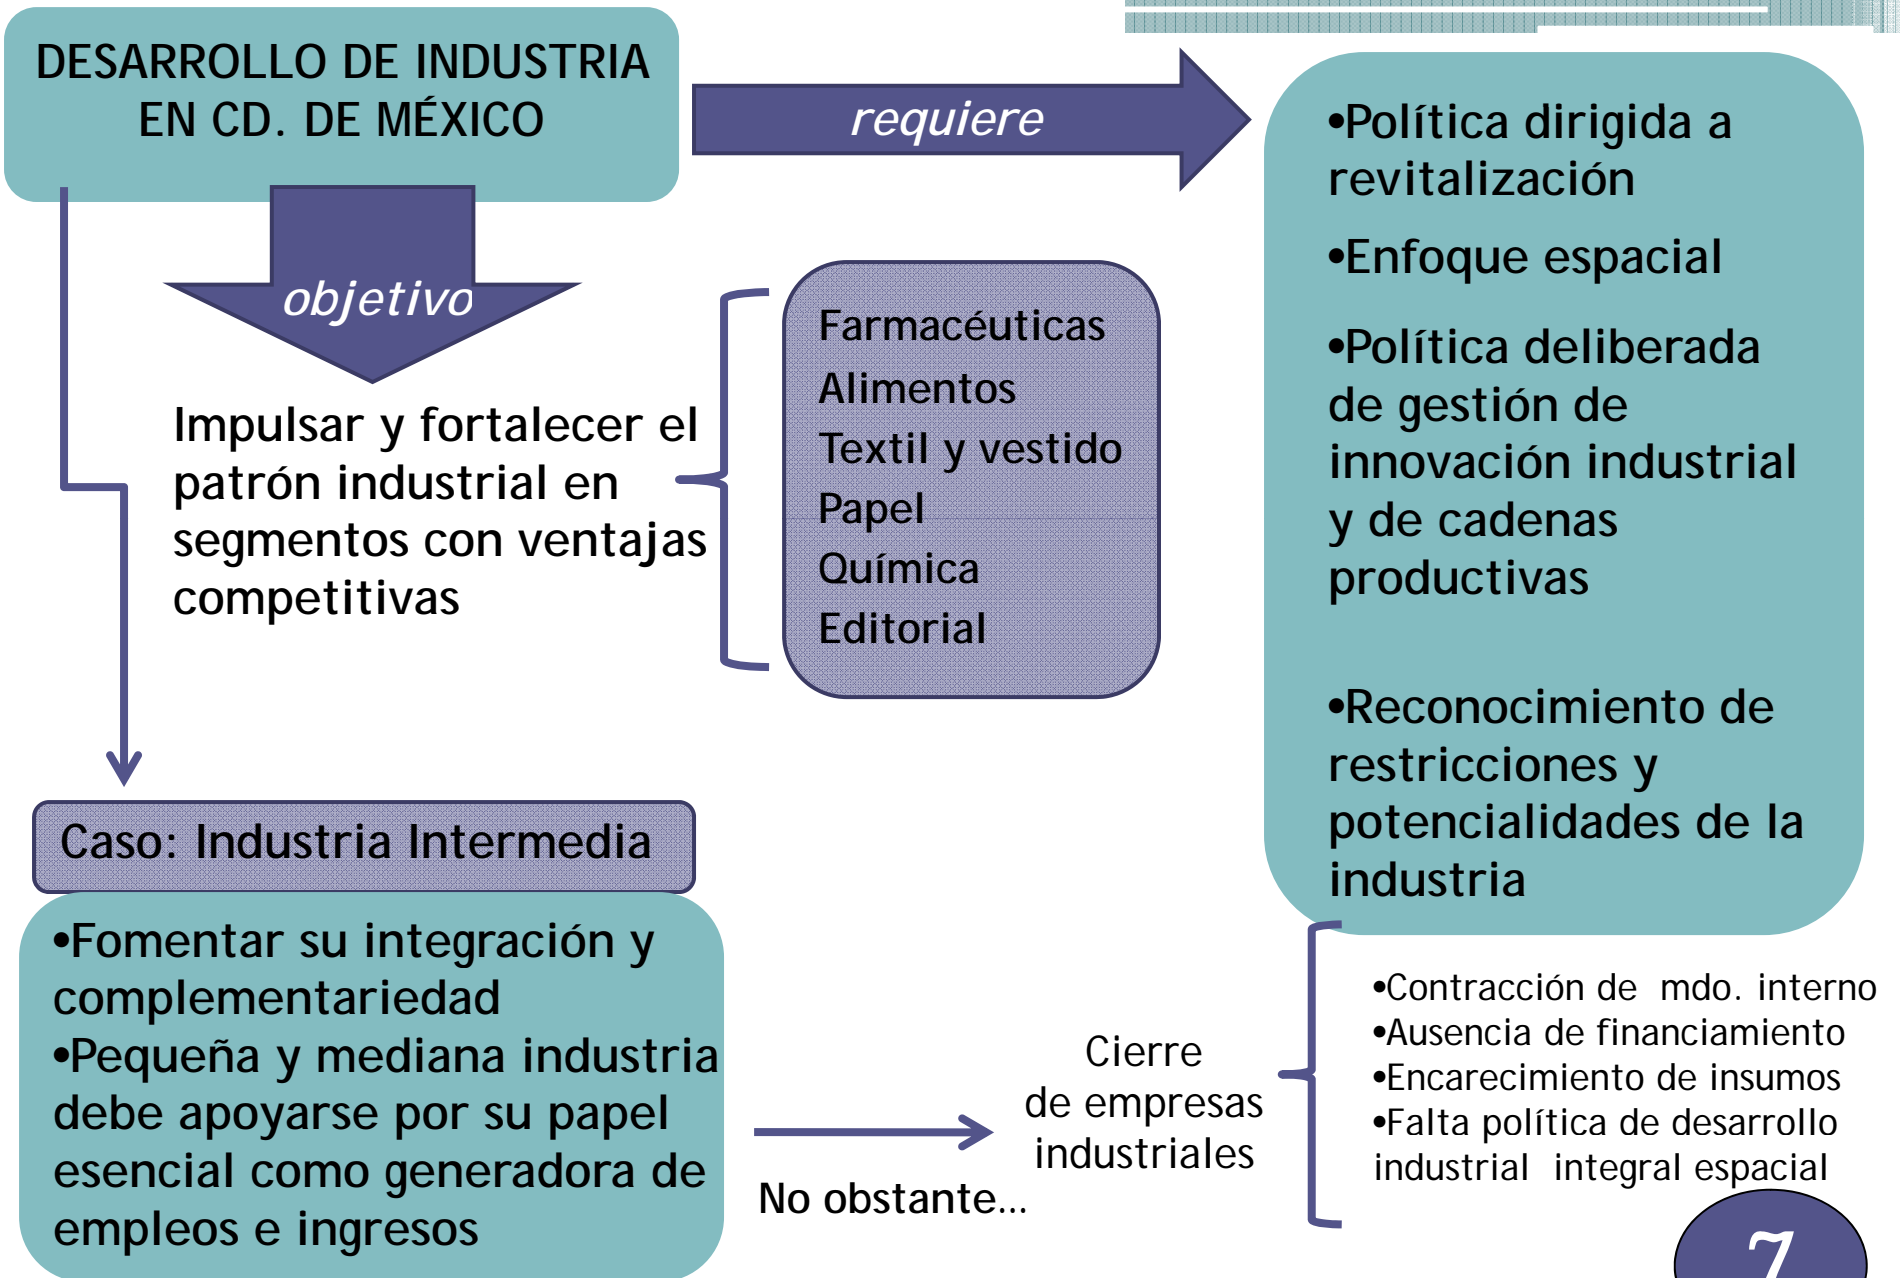 DESARROLLO DE INDUSTRIA
EN CD. DE MÉXICO
requiere
objetivo
Impulsar y fortalecer el
patrón industrial en
segmentos con ventajas
competitivas
Farmacéuticas
Alimentos
Textil y vestido
Papel
Química
Editorial
•Política dirigida a
revitalización
•Enfoque espacial
•Política deliberada
de gestión de
innovación industrial
y de cadenas
productivas
•Reconocimiento de
restricciones y
potencialidades de la
industria
Caso: Industria Intermedia
•Fomentar su integración y
complementariedad
•Pequeña y mediana industria
debe apoyarse por su papel
esencial como generadora de
empleos e ingresos
No obstante…
Cierre
de empresas
industriales
•Contracción de mdo. interno
•Ausencia de financiamiento
•Encarecimiento de insumos
•Falta política de desarrollo
industrial integral espacial
7